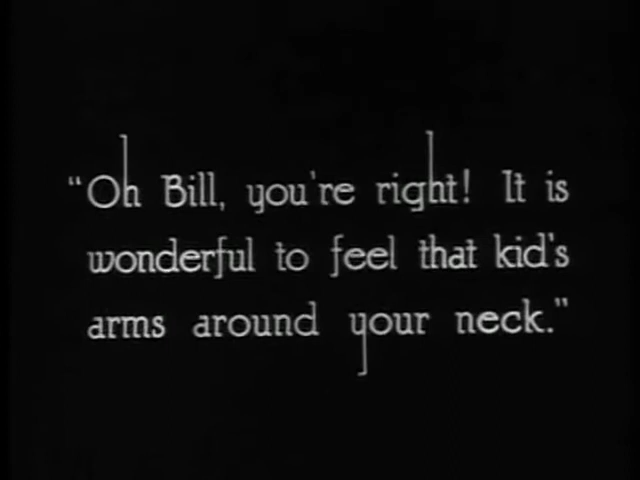 “Oh Bill, you're right! It is
wonderful to feel that kid's
arms around your neck.”